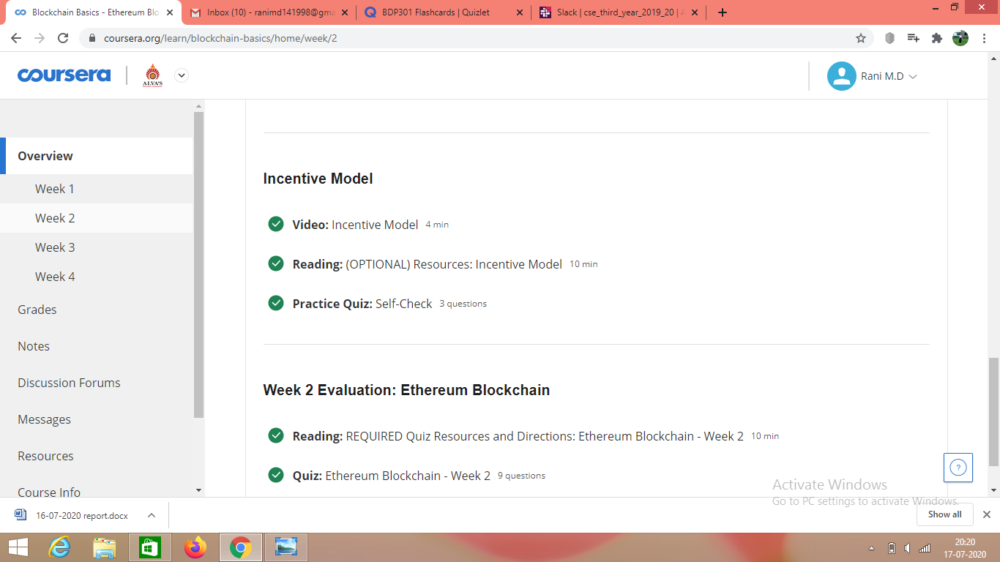 Blockchain Basics - Ethereum Blo
Inbox (10) - ranimd141998@gma
BDP301 Flashcards | Quizlet
Slack | cse_third_year_2019_20 |
coursera.org/learn/blockchain-basics/home/week/2
coursera
ALVA'S
Rani M.D
Overview
Week 1
Week 2
Week 3
Week 4
Grades
Notes
Discussion Forums
Messages
Resources
Course Info
Incentive Model
Video: Incentive Model 4 min
Reading: (OPTIONAL) Resources: Incentive Model 10 min
Practice Quiz: Self-Check 3 questions
Week 2 Evaluation: Ethereum Blockchain
Reading: REQUIRED Quiz Resources and Directions: Ethereum Blockchain - Week 2 10 min
Quiz: Ethereum Blockchain - Week 2 9 questions
?
Activate Windows
Go to PC settings to activate Windows.
16-07-2020 report.docx
Show all
20:20
17-07-2020